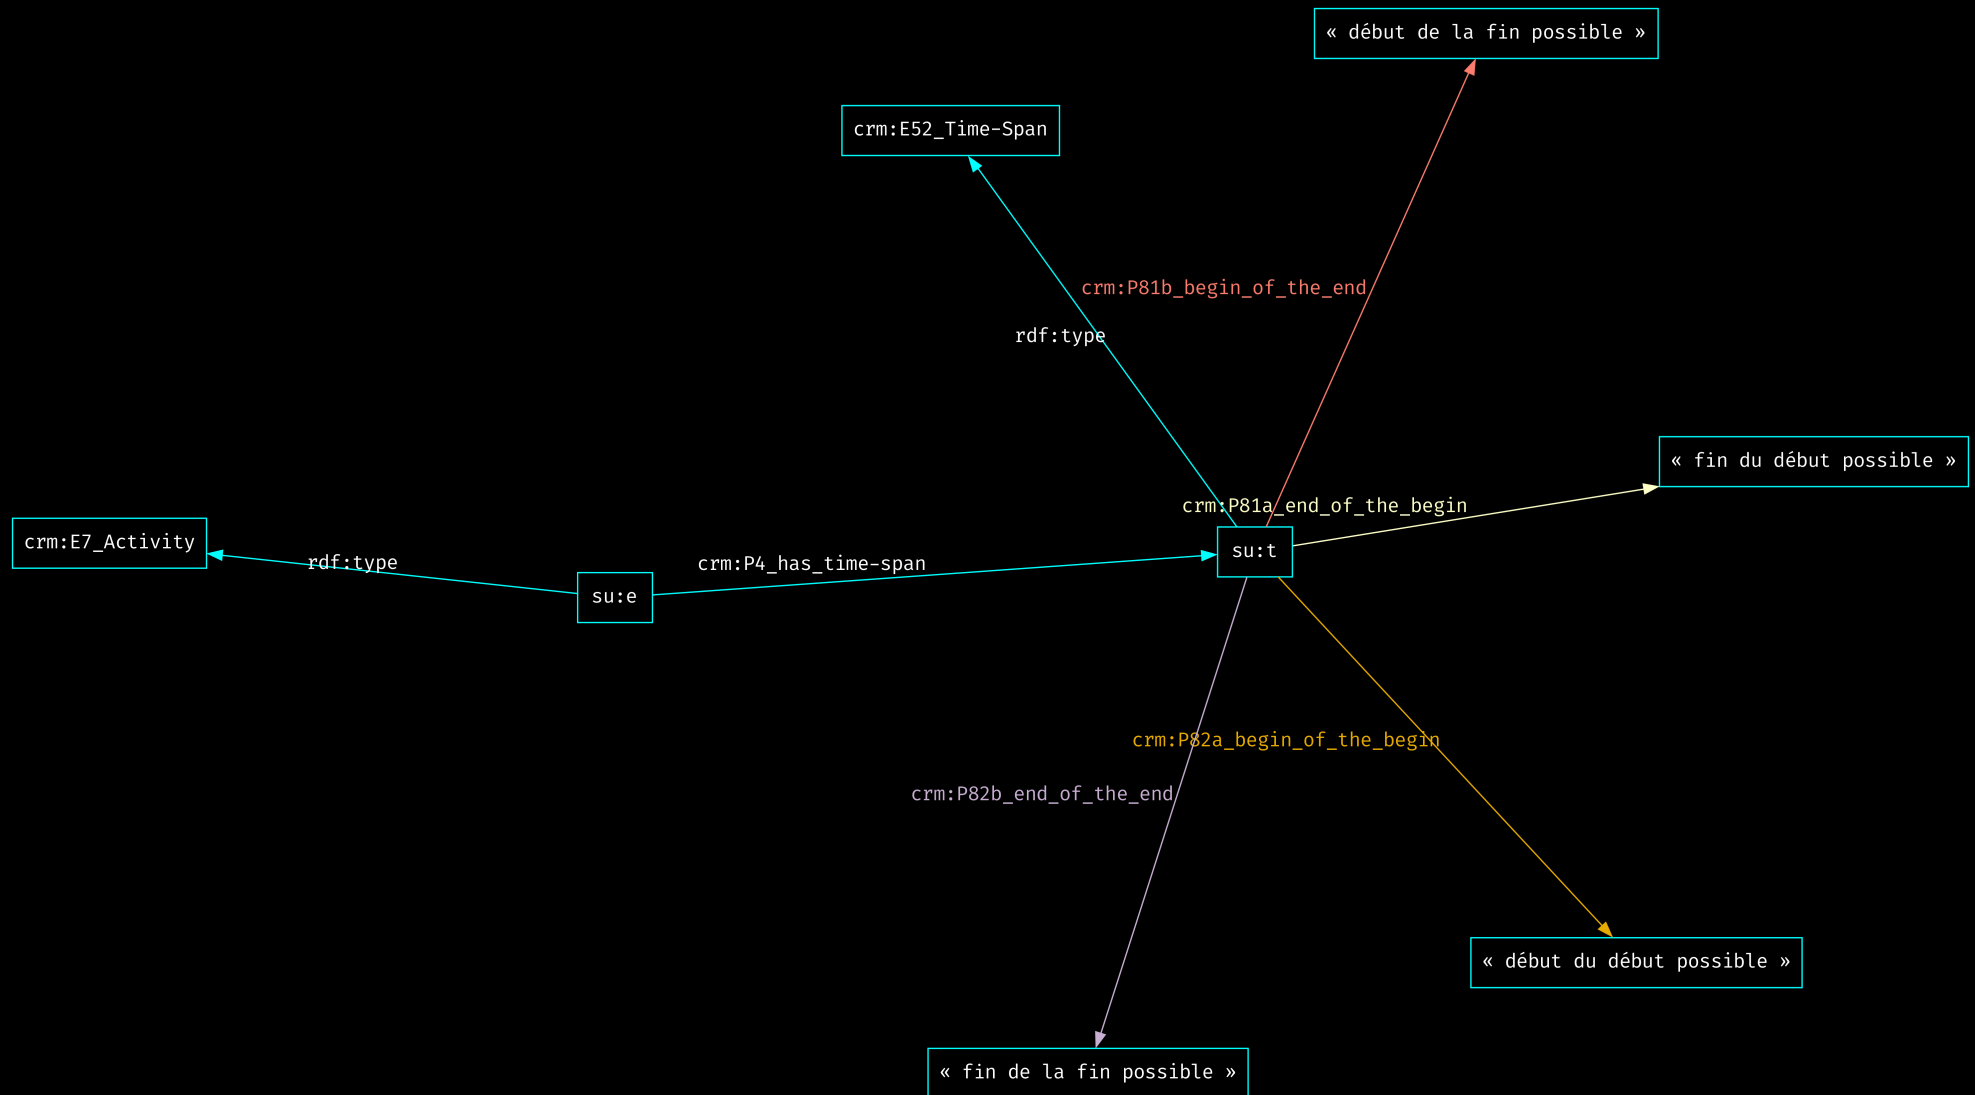 « début de la fin possible »
crm:E52_Time-Span
crm:P81b_begin_of_the_end
rdf:type
« fin du début possible »
crm:P81a_end_of_the_begin
crm:E7_Activity
rdf:type
crm:P4_has_time-span
su:t
su:e
crm:P82a_begin_of_the_begin
crm:P82b_end_of_the_end
« début du début possible »
« fin de la fin possible »